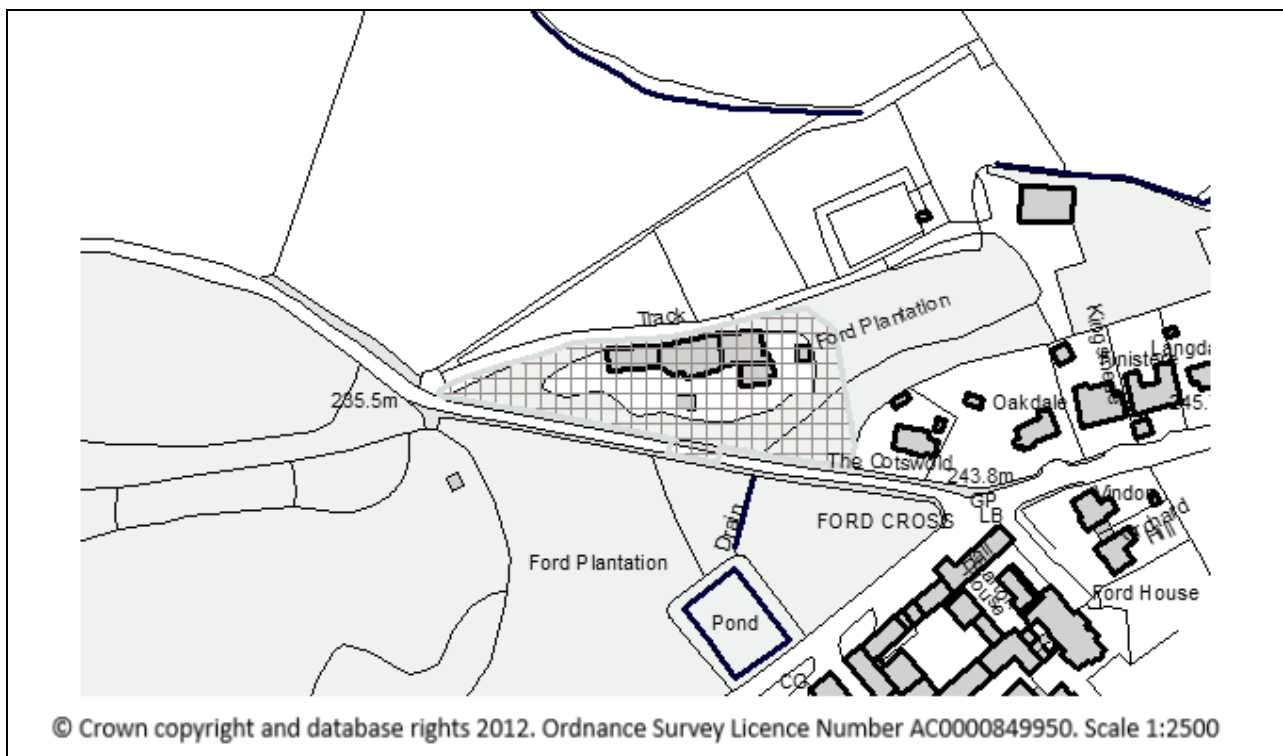 Track
Ford Plantation
235.5m
Oakdale
The Cotswold
243.8m
GP
LB
FORD CROSS
Drain
Ford Plantation
Ford House
Pond
© Crown copyright and database rights 2012. Ordnance Survey Licence Number AC0000849950. Scale 1:2500